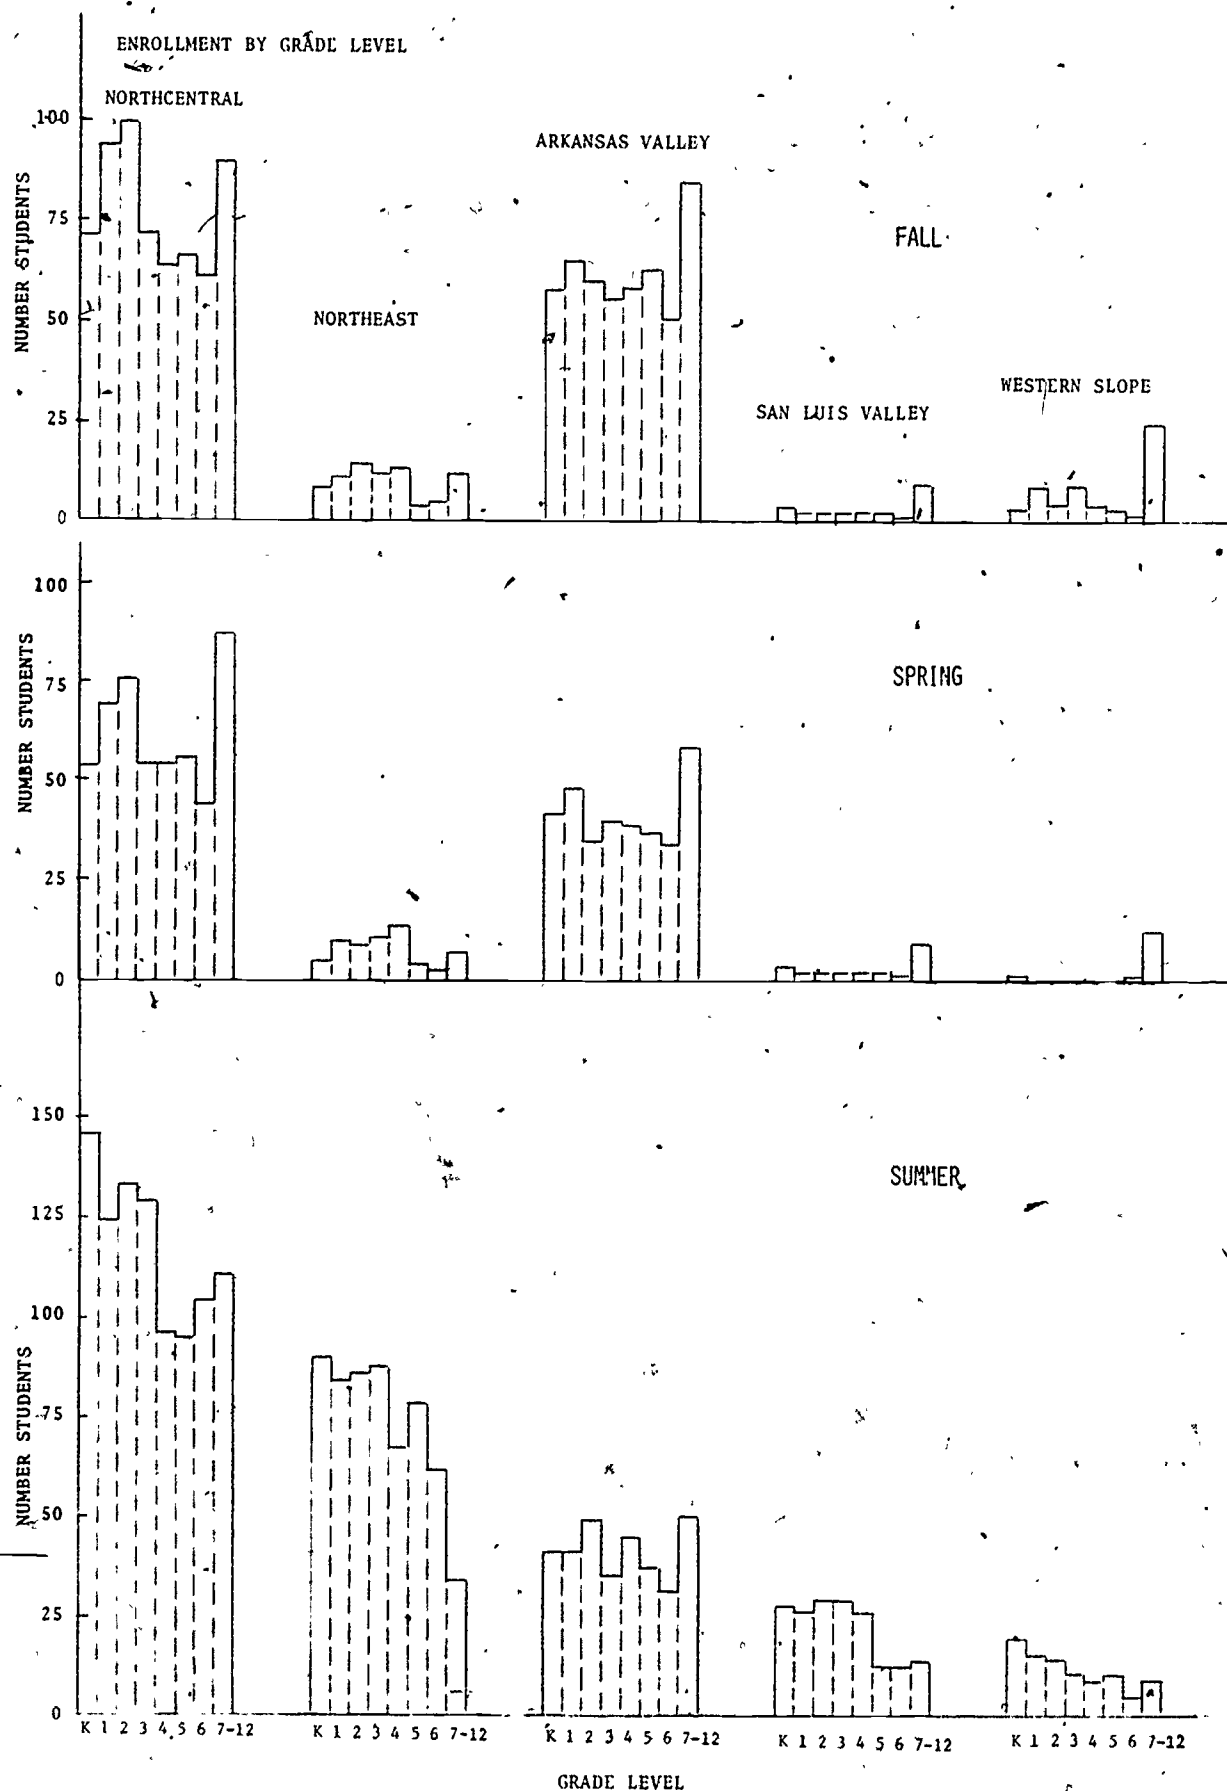 ENROLLMENT BY GRADE LEVEL
NORTHCENTRAL
ARKANSAS VALLEY
NORTHEAST
SAN LUIS VALLEY
WESTERN SLOPE
FALL
NUMBER STUDENTS
100
75
50
25
0
SPRING
NUMBER STUDENTS
100
75
50
25
0
SUMMER
NUMBER STUDENTS
150
125
100
75
50
25
0
K 1 2 3 4 5 6 7-12
K 1 2 3 4 5 6 7-12
K 1 2 3 4 5 6 7-12
K 1 2 3 4 5 6 7-12
K 1 2 3 4 5 6 7-12
GRADE LEVEL